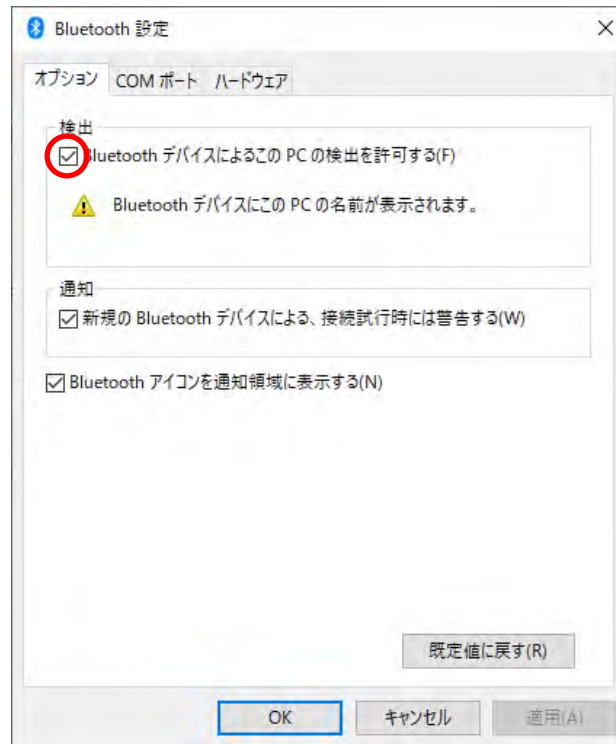 Bluetooth 設定
オプション COM ポート ハードウェア
検出
Bluetooth デバイスによるこの PC の検出を許可する(F)
Bluetooth デバイスにこの PC の名前が表示されます。
通知
新規の Bluetooth デバイスによる、接続試行時には警告する(W)
Bluetooth アイコンを通知領域に表示する(N)
既定値に戻す(R)
OK キャンセル 適用(A)